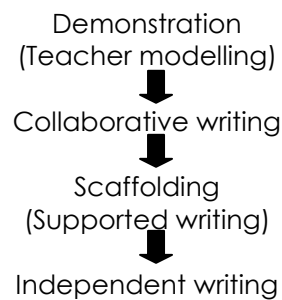 Demonstration
(Teacher modelling)
Collaborative writing
Scaffolding
(Supported writing)
Independent writing